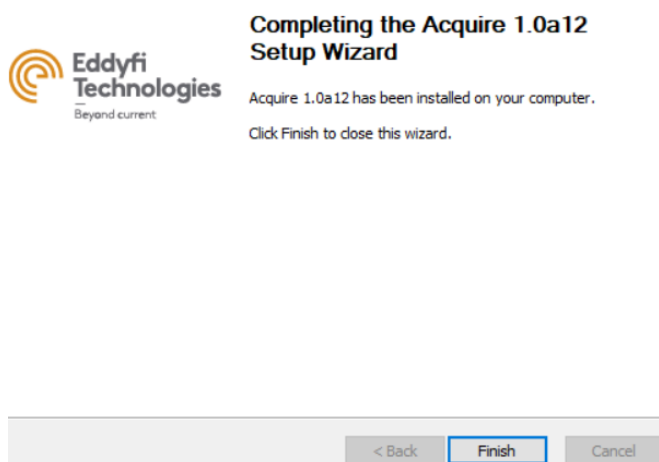 Completing the Acquire 1.0a12
Setup Wizard
Eddyfi
Technologies
Beyond current
Acquire 1.0a12 has been installed on your computer.
Click Finish to close this wizard.
< Back
Finish
Cancel